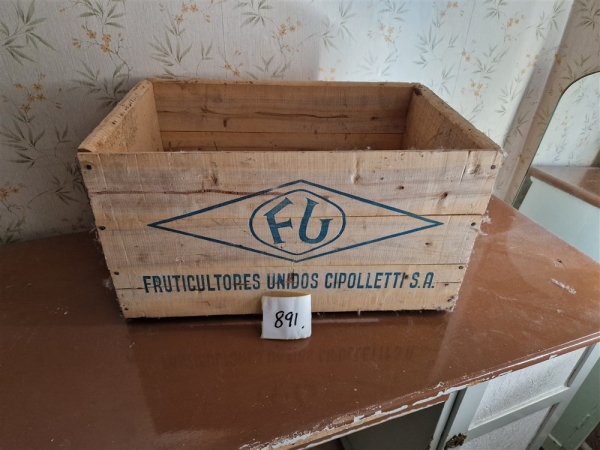 FU
FRUTICULTORES UNIDOS CIPOLLETTI S.A.
891.